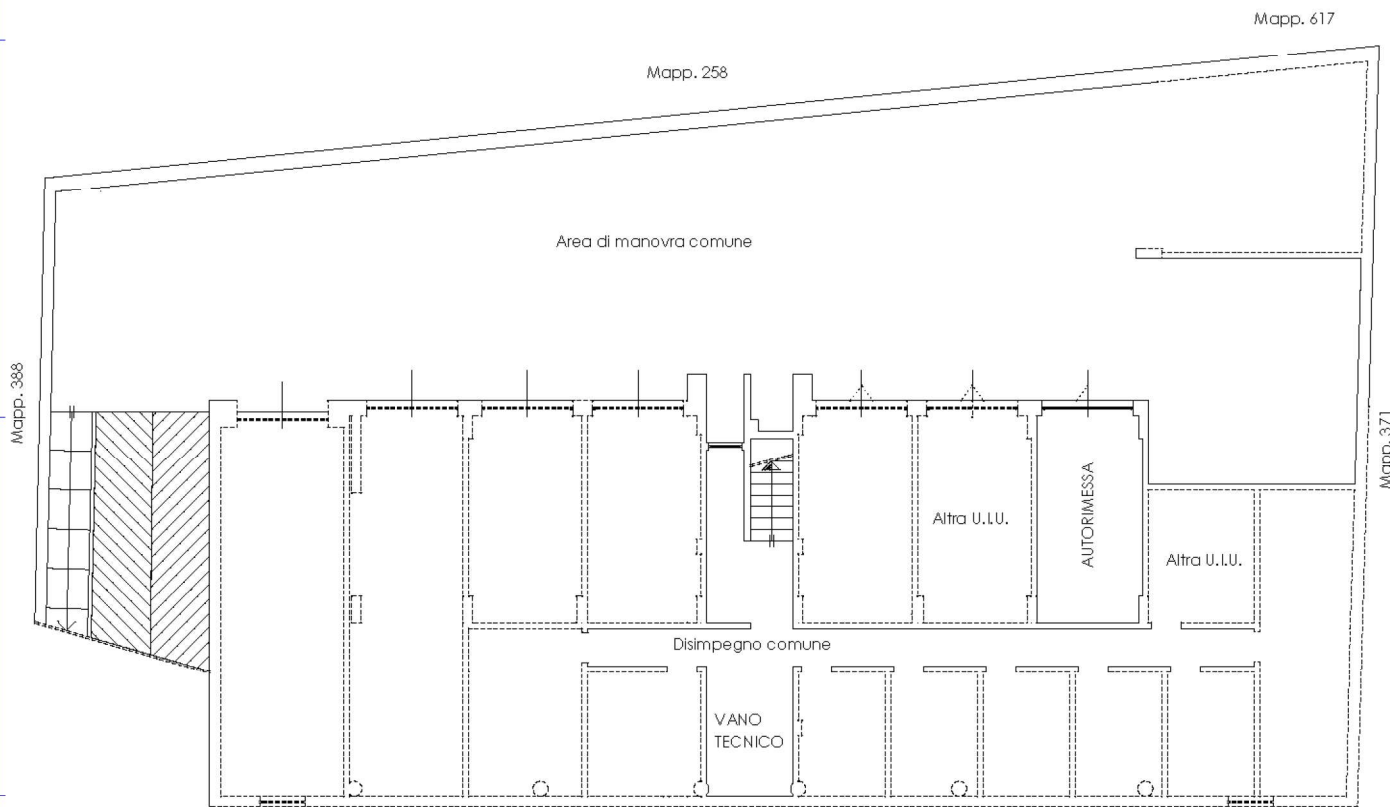 Mapp. 617
Mapp. 258
Area di manovra comune
Mapp. 388
Mapp. 371
AUTORIMESSA
Altra U.I.U.
Altra U.I.U.
Disimpegno comune
VANO
TECNICO